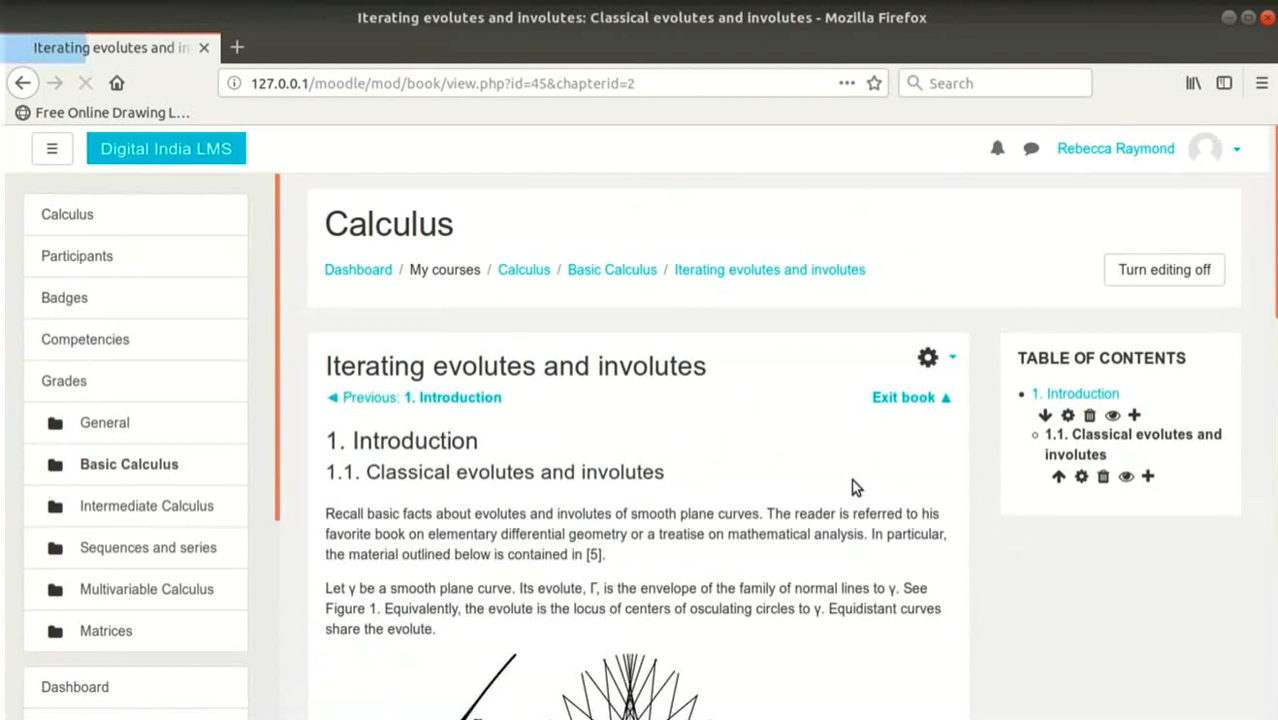 Iterating evolutes and involutes: Classical evolutes and involutes - Mozilla Firefox
Iterating evolutes and in
127.0.0.1/moodle/mod/book/view.php?id=45&chapterid=2
Search
Free Online Drawing L...
Digital India LMS
Rebecca Raymond
Calculus
Participants
Badges
Competencies
Grades
General
Basic Calculus
Intermediate Calculus
Sequences and series
Multivariable Calculus
Matrices
Dashboard
Calculus
Dashboard / My courses / Calculus / Basic Calculus / Iterating evolutes and involutes
Turn editing off
Iterating evolutes and involutes
◄ Previous: 1. Introduction
Exit book ▲
1. Introduction
1.1. Classical evolutes and involutes
Recall basic facts about evolutes and involutes of smooth plane curves. The reader is referred to his
favorite book on elementary differential geometry or a treatise on mathematical analysis. In particular,
the material outlined below is contained in [5].
Let γ be a smooth plane curve. Its evolute, Γ, is the envelope of the family of normal lines to γ. See
Figure 1. Equivalently, the evolute is the locus of centers of osculating circles to γ. Equidistant curves
share the evolute.
TABLE OF CONTENTS
1. Introduction
1.1. Classical evolutes and
involutes